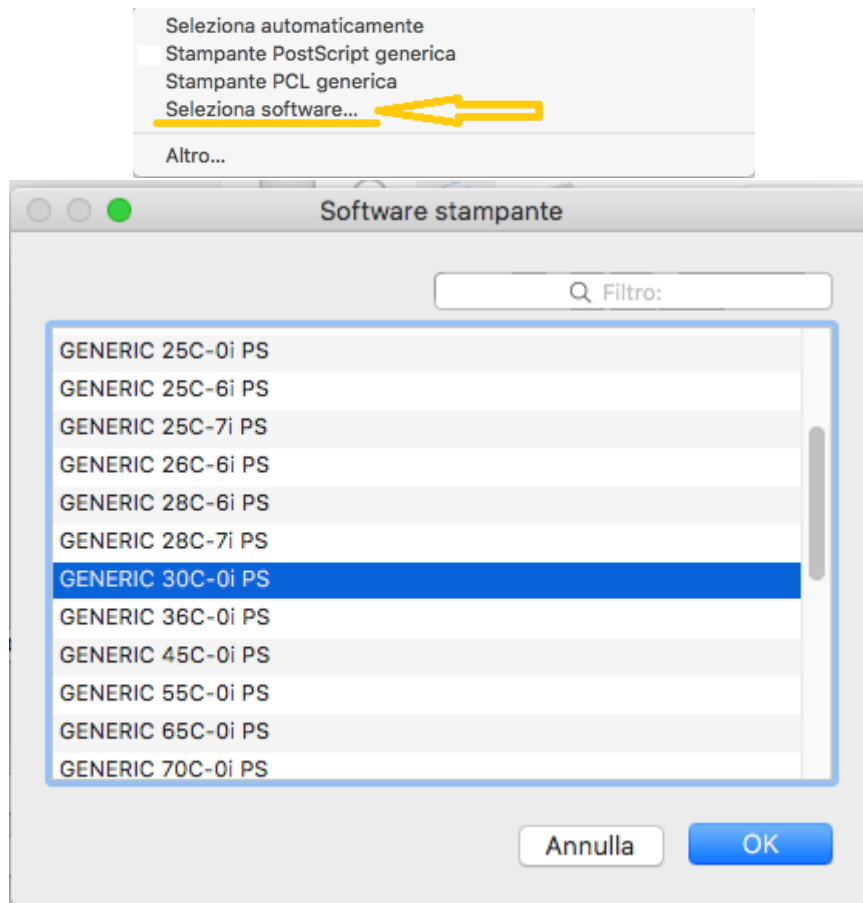 Seleziona automaticamente
Stampante PostScript generica
Stampante PCL generica
Seleziona software...
Altro...
Software stampante
Filtro:
GENERIC 25C-0i PS
GENERIC 25C-6i PS
GENERIC 25C-7i PS
GENERIC 26C-6i PS
GENERIC 28C-6i PS
GENERIC 28C-7i PS
GENERIC 30C-0i PS
GENERIC 36C-0i PS
GENERIC 45C-0i PS
GENERIC 55C-0i PS
GENERIC 65C-0i PS
GENERIC 70C-0i PS
Annulla
OK